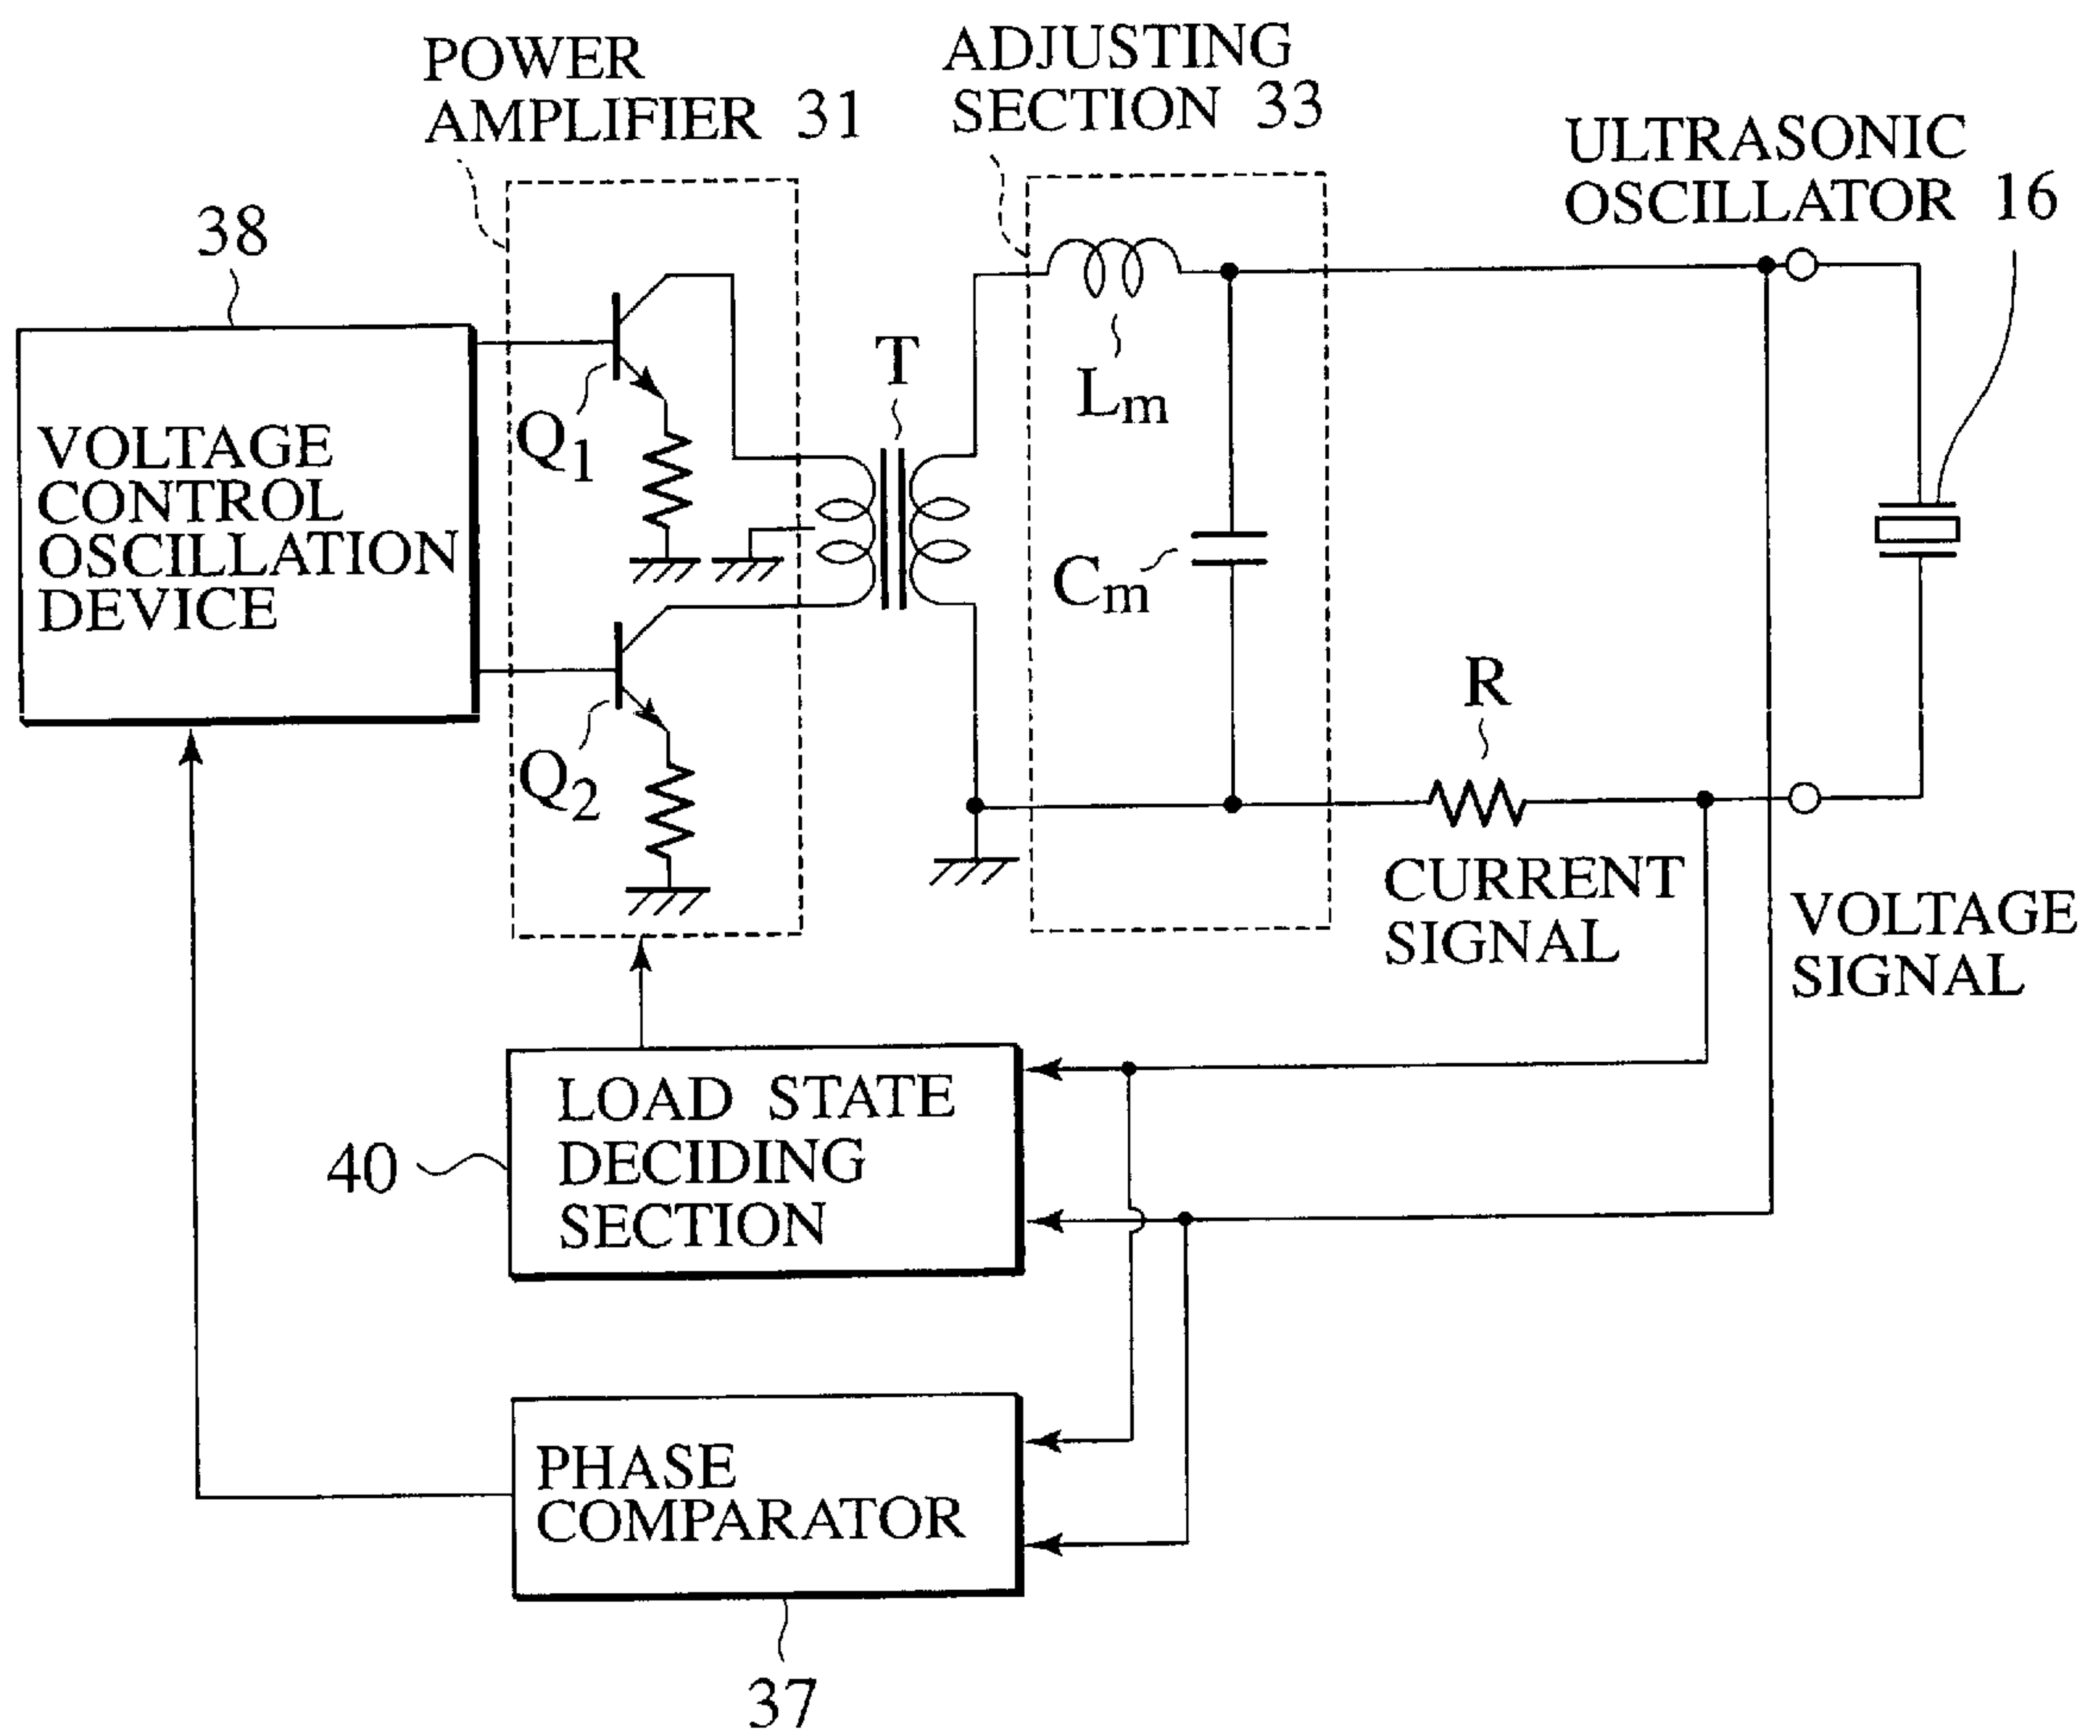 POWER
AMPLIFIER 31
ADJUSTING
SECTION 33
ULTRASONIC
OSCILLATOR 16
38
VOLTAGE
CONTROL
OSCILLATION
DEVICE
Q1
T
Lm
Cm
Q2
R
CURRENT
SIGNAL
VOLTAGE
SIGNAL
LOAD STATE
DECIDING
SECTION
40
PHASE
COMPARATOR
37